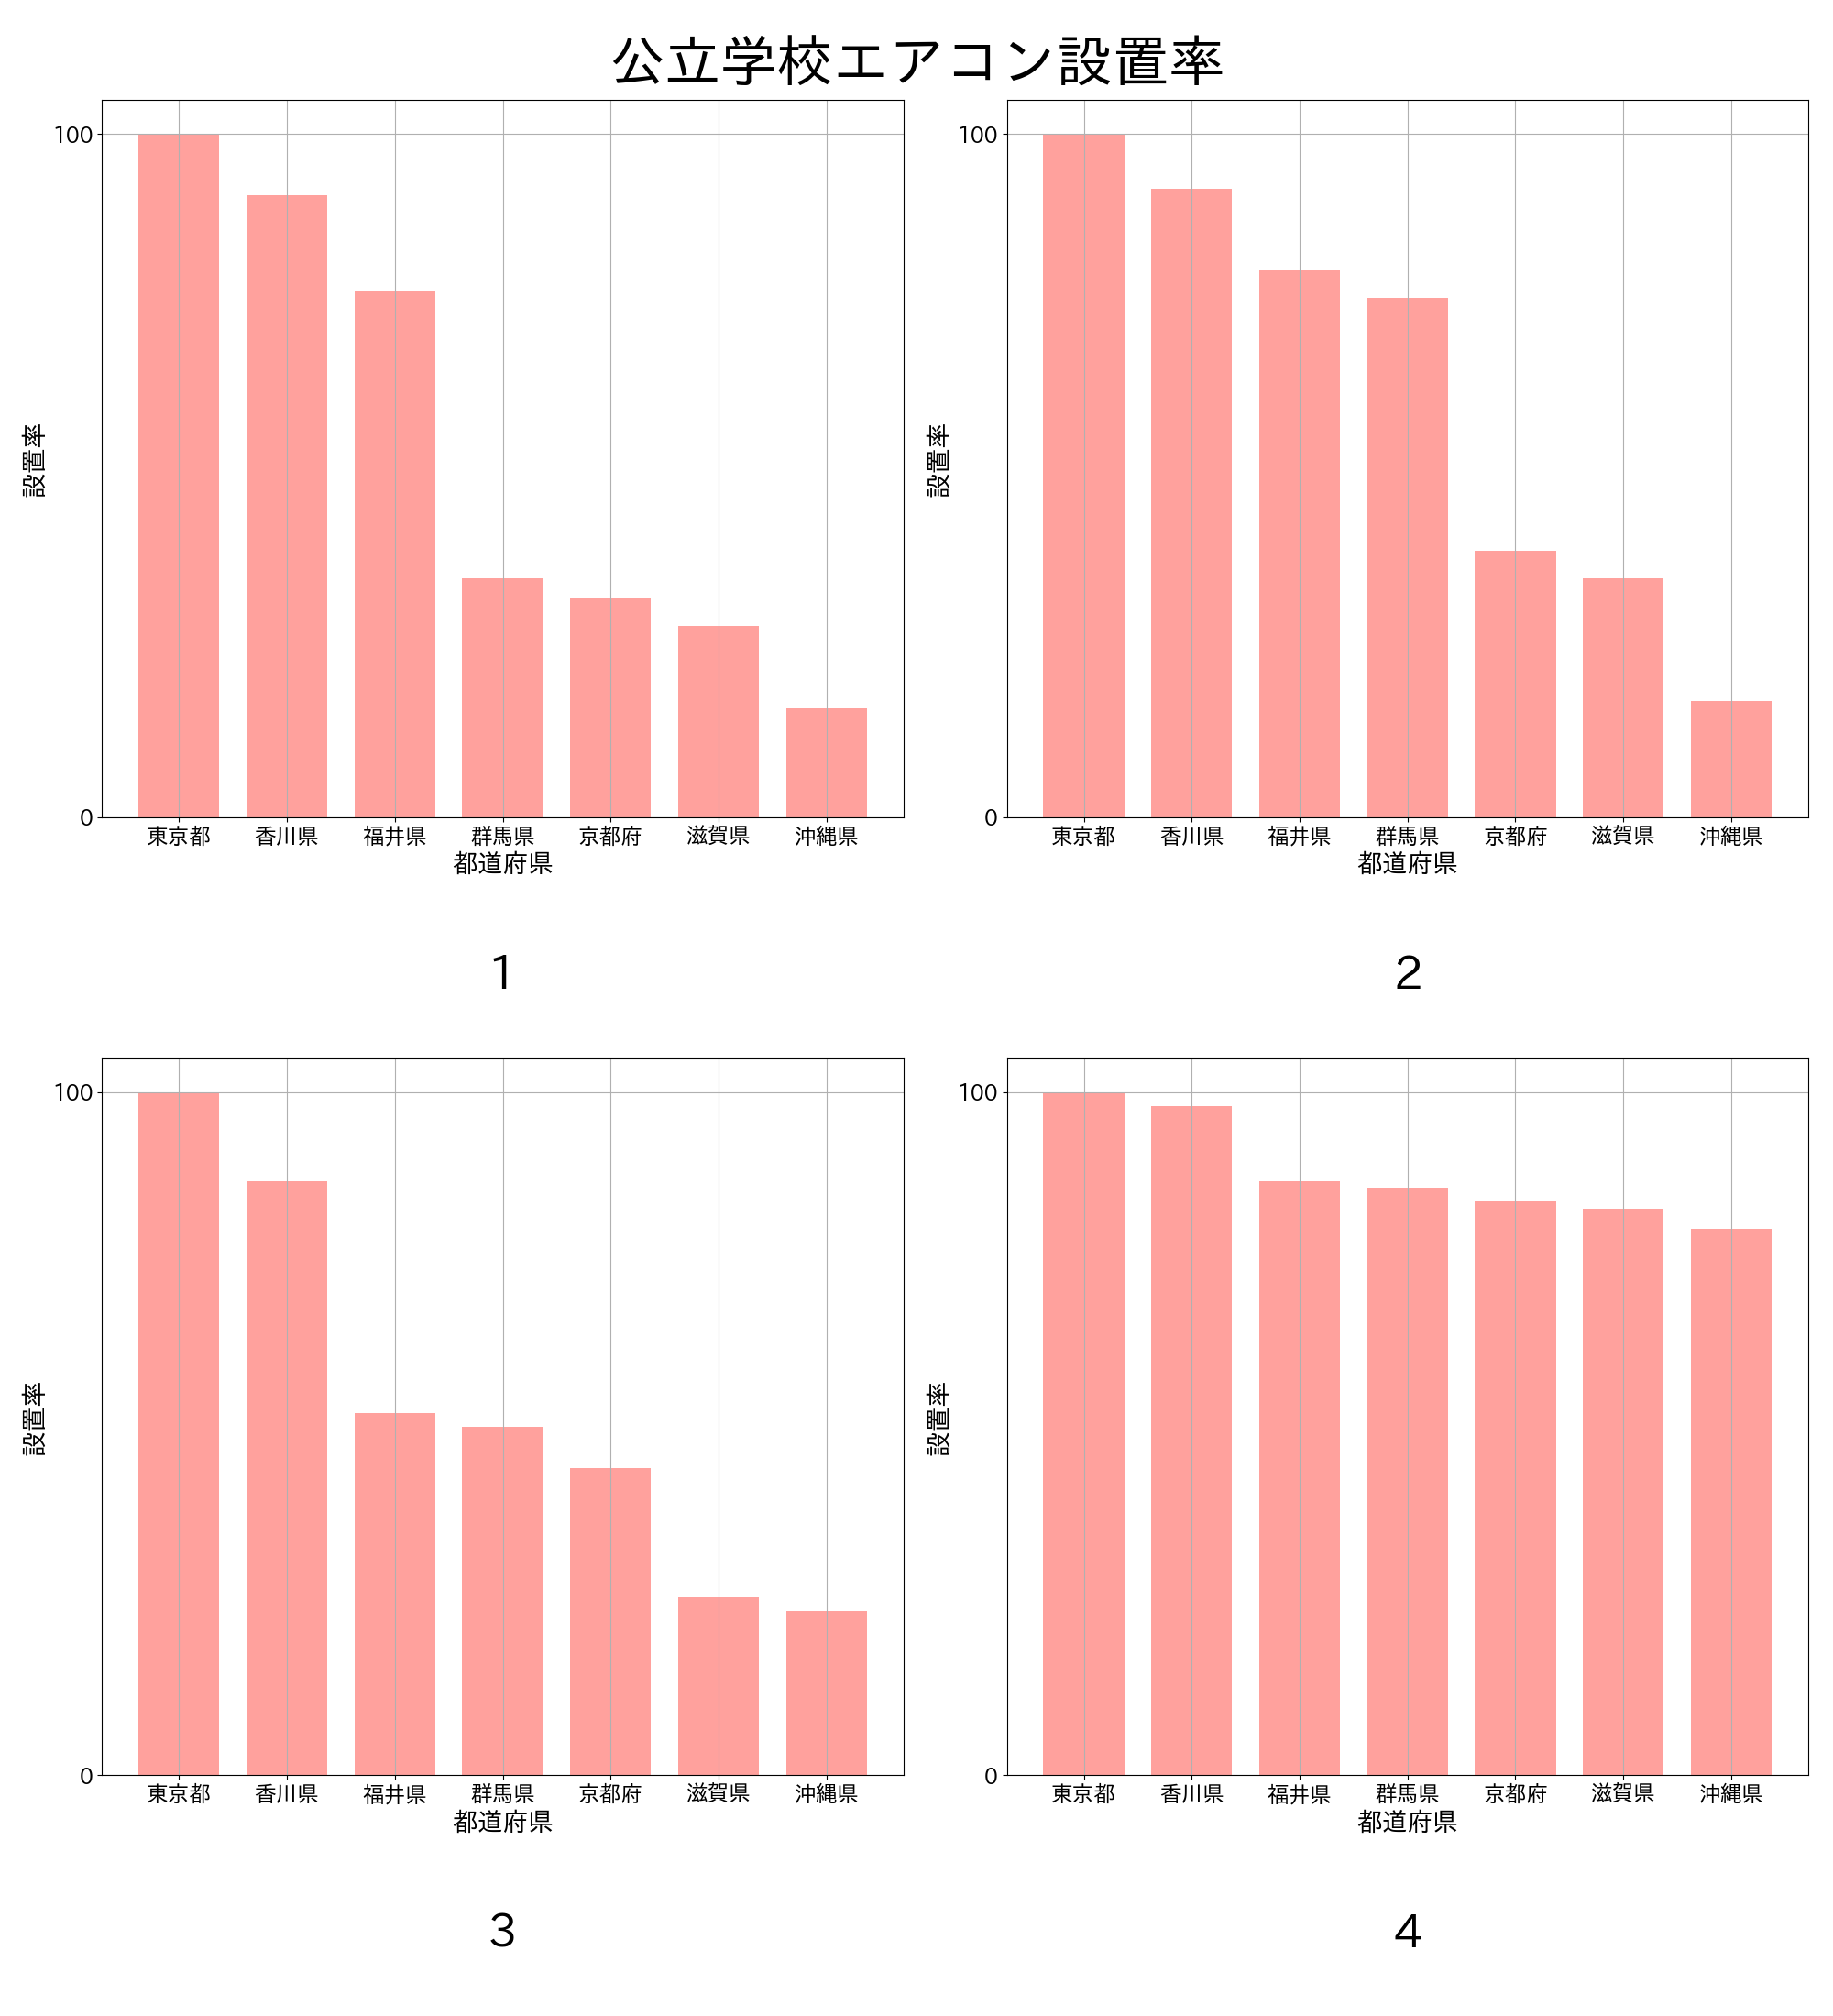 公立学校エアコン設置率
100
設置率
0
東京都 香川県 福井県 群馬県 京都府 滋賀県 沖縄県
都道府県
1
100
設置率
0
東京都 香川県 福井県 群馬県 京都府 滋賀県 沖縄県
都道府県
2
100
設置率
0
東京都 香川県 福井県 群馬県 京都府 滋賀県 沖縄県
都道府県
3
100
設置率
0
東京都 香川県 福井県 群馬県 京都府 滋賀県 沖縄県
都道府県
4